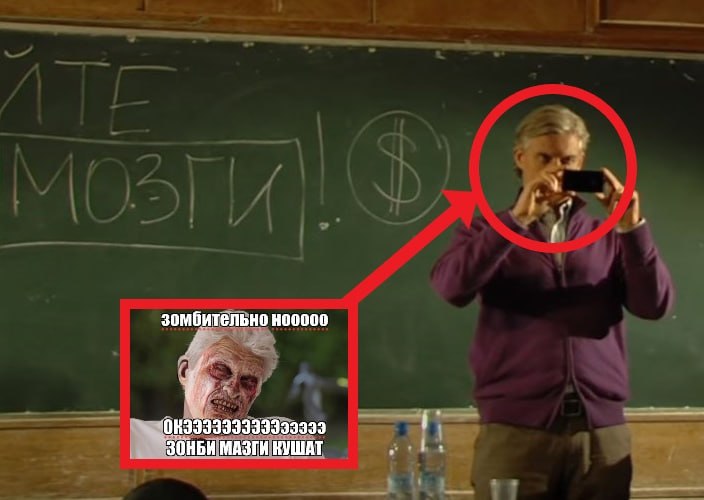 ЙТЕ
МОЗГИ! $
зомбительно нооооо
ОКЭЭЭЭЭЭЭЭЭЭэээээ
ЗОНБИ МАЗГИ КУШАТ